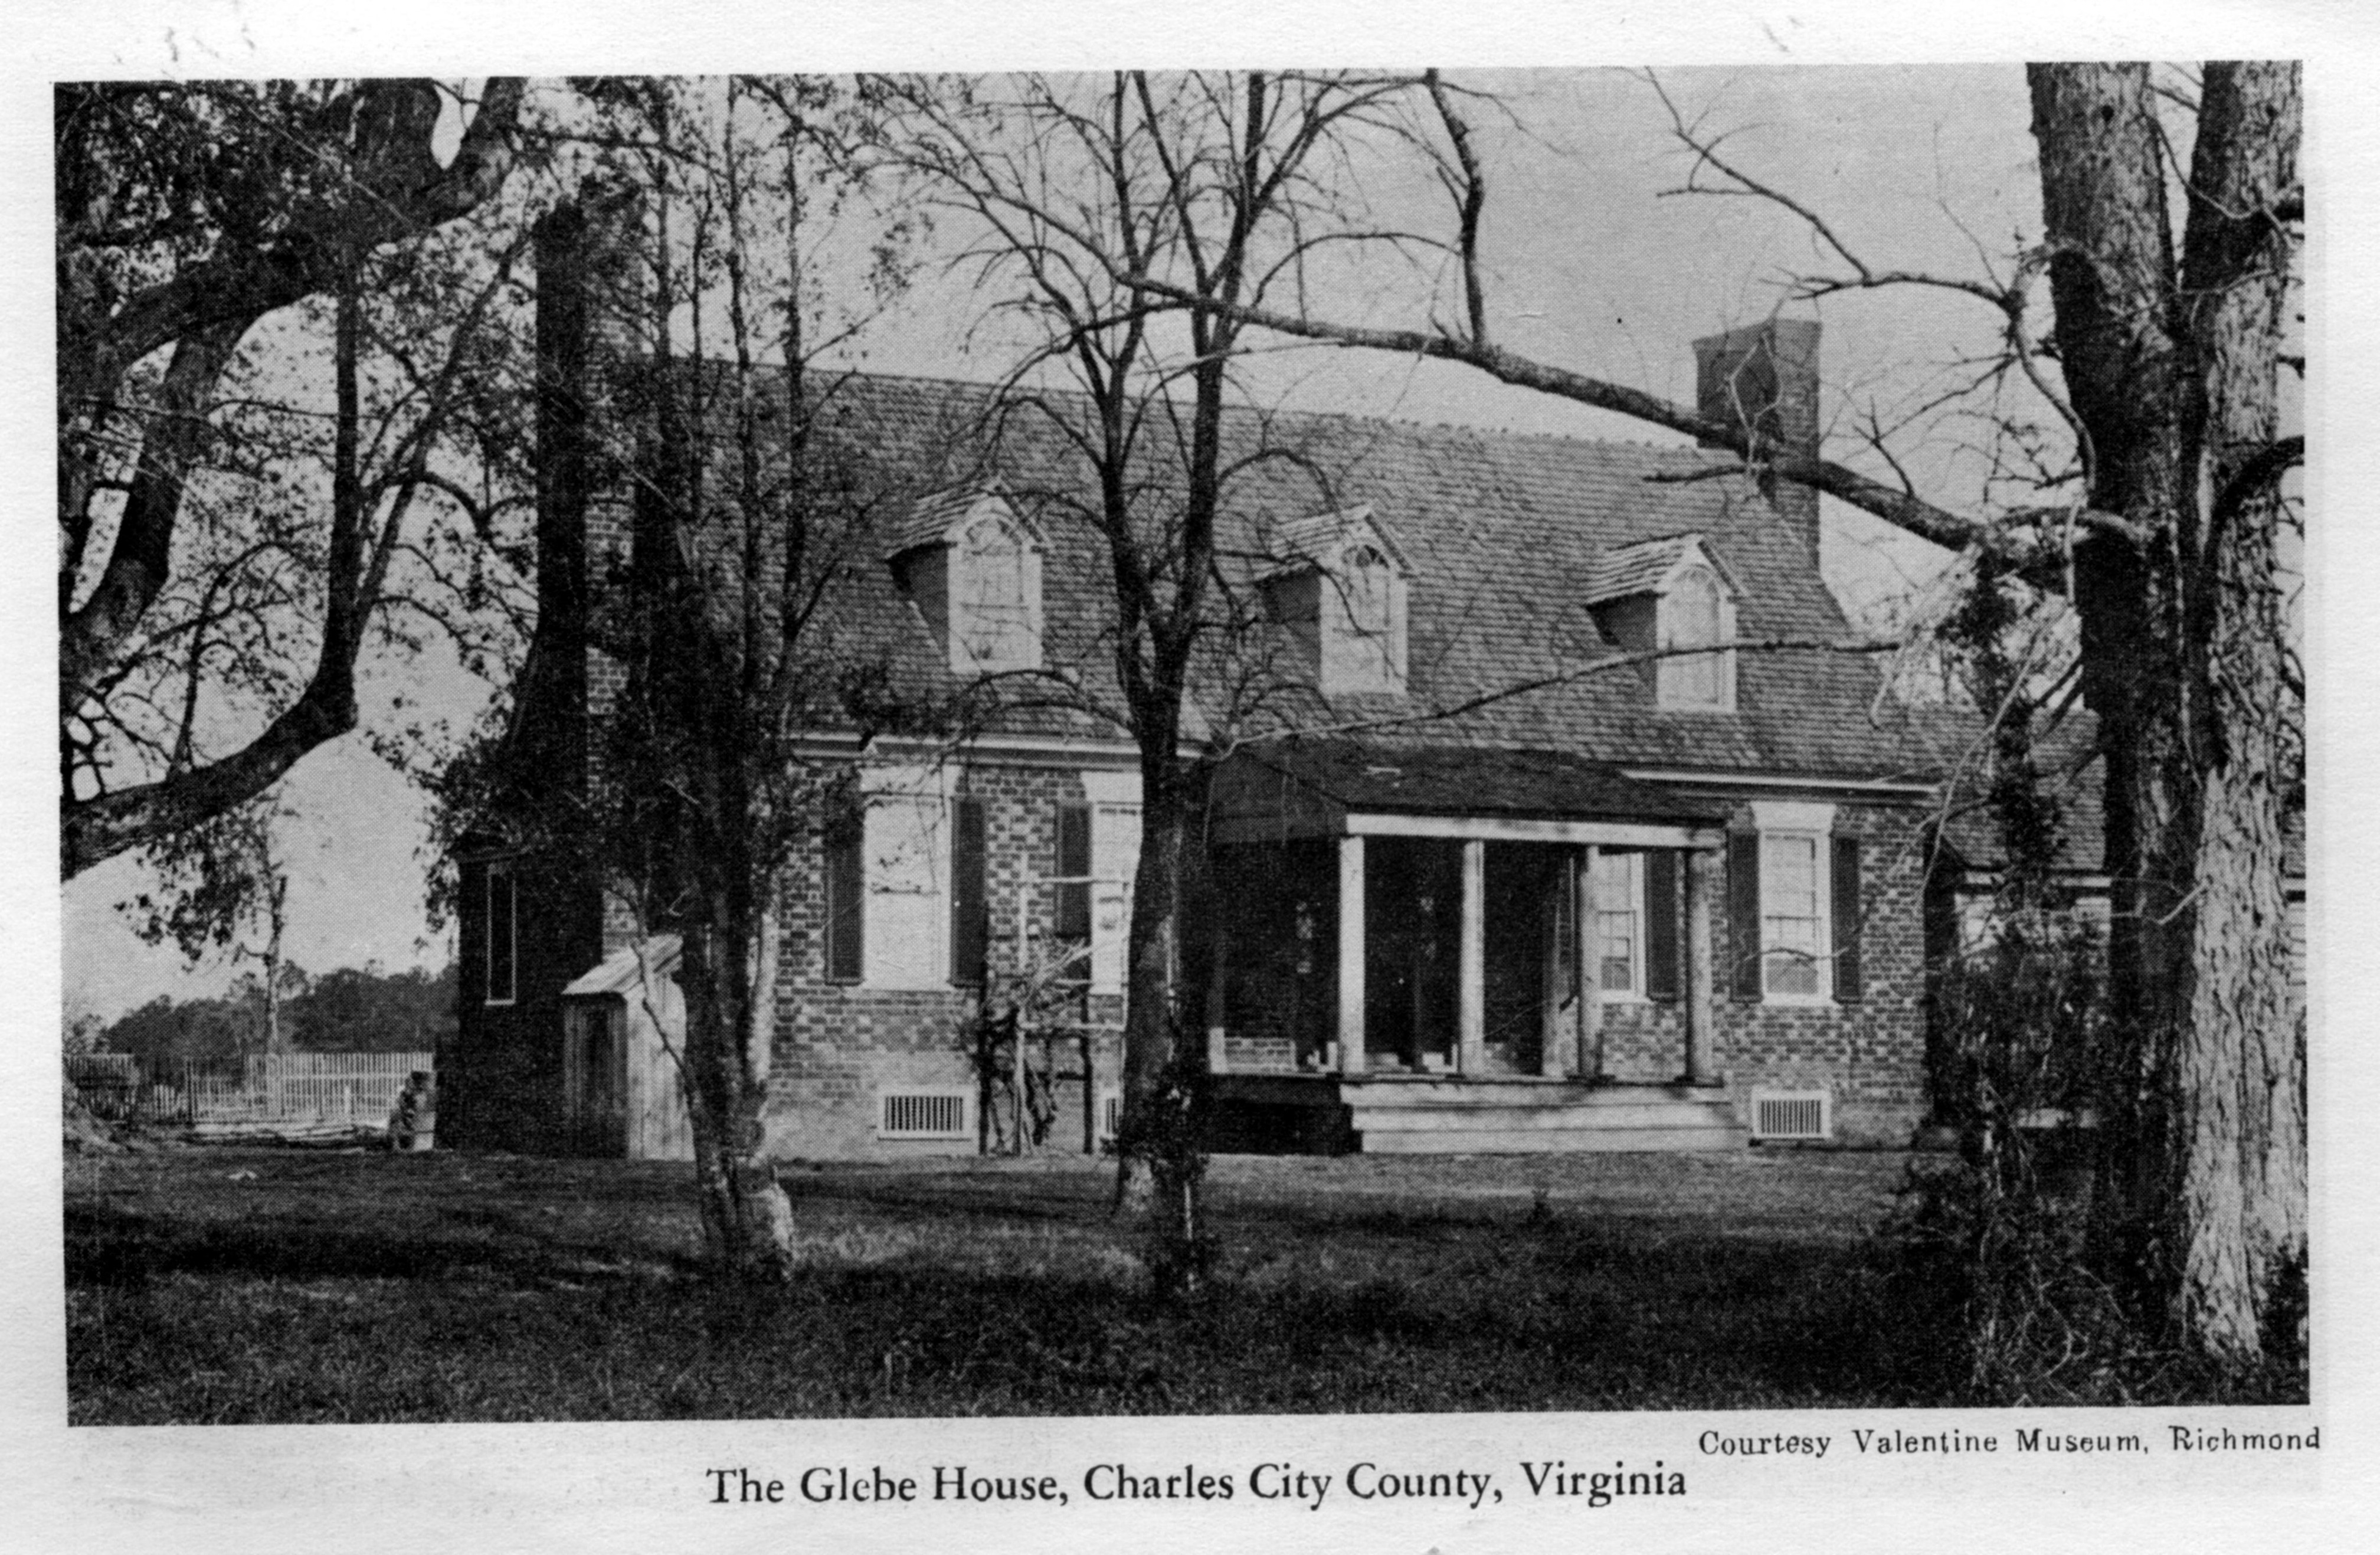 Courtesy Valentine Museum, Richmond
The Glebe House, Charles City County, Virginia